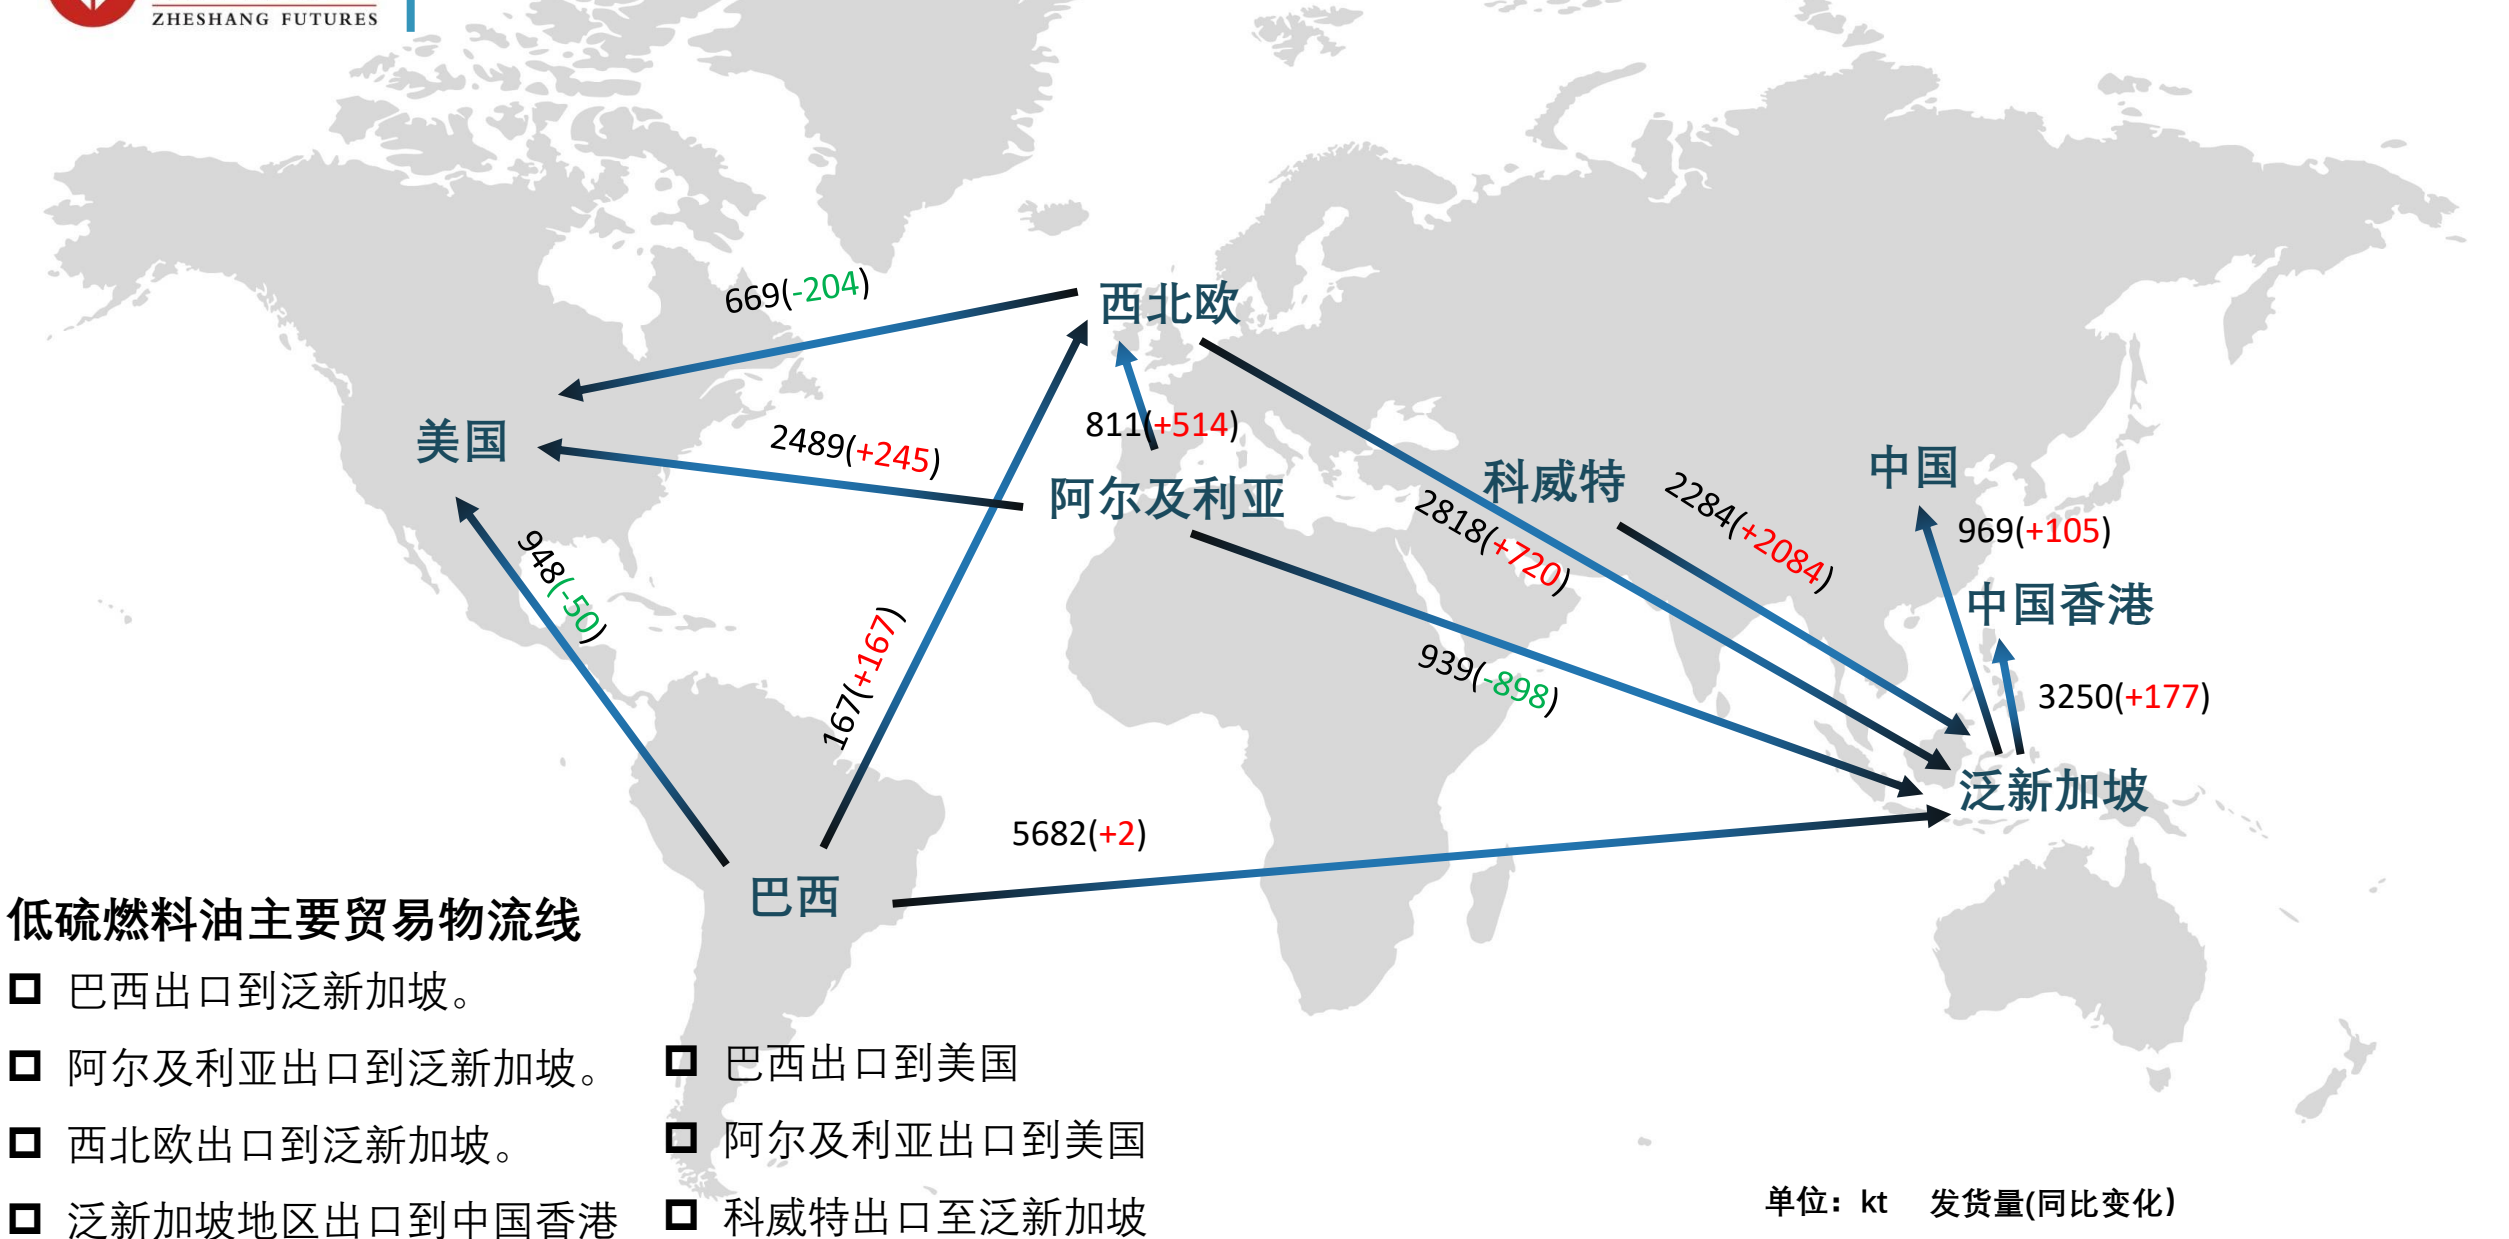 ZHESHANG FUTURES
669(-204)
西北欧
美国
2489(+245)
811(+514)
阿尔及利亚
科威特
中国
2818(+720)
2284(+2084)
969(+105)
948(-50)
中国香港
167(+167)
939(-898)
3250(+177)
泛新加坡
5682(+2)
巴西
低硫燃料油主要贸易物流线
巴西出口到泛新加坡。
阿尔及利亚出口到泛新加坡。
西北欧出口到泛新加坡。
泛新加坡地区出口到中国香港
巴西出口到美国
阿尔及利亚出口到美国
科威特出口至泛新加坡
单位: kt 发货量(同比变化)